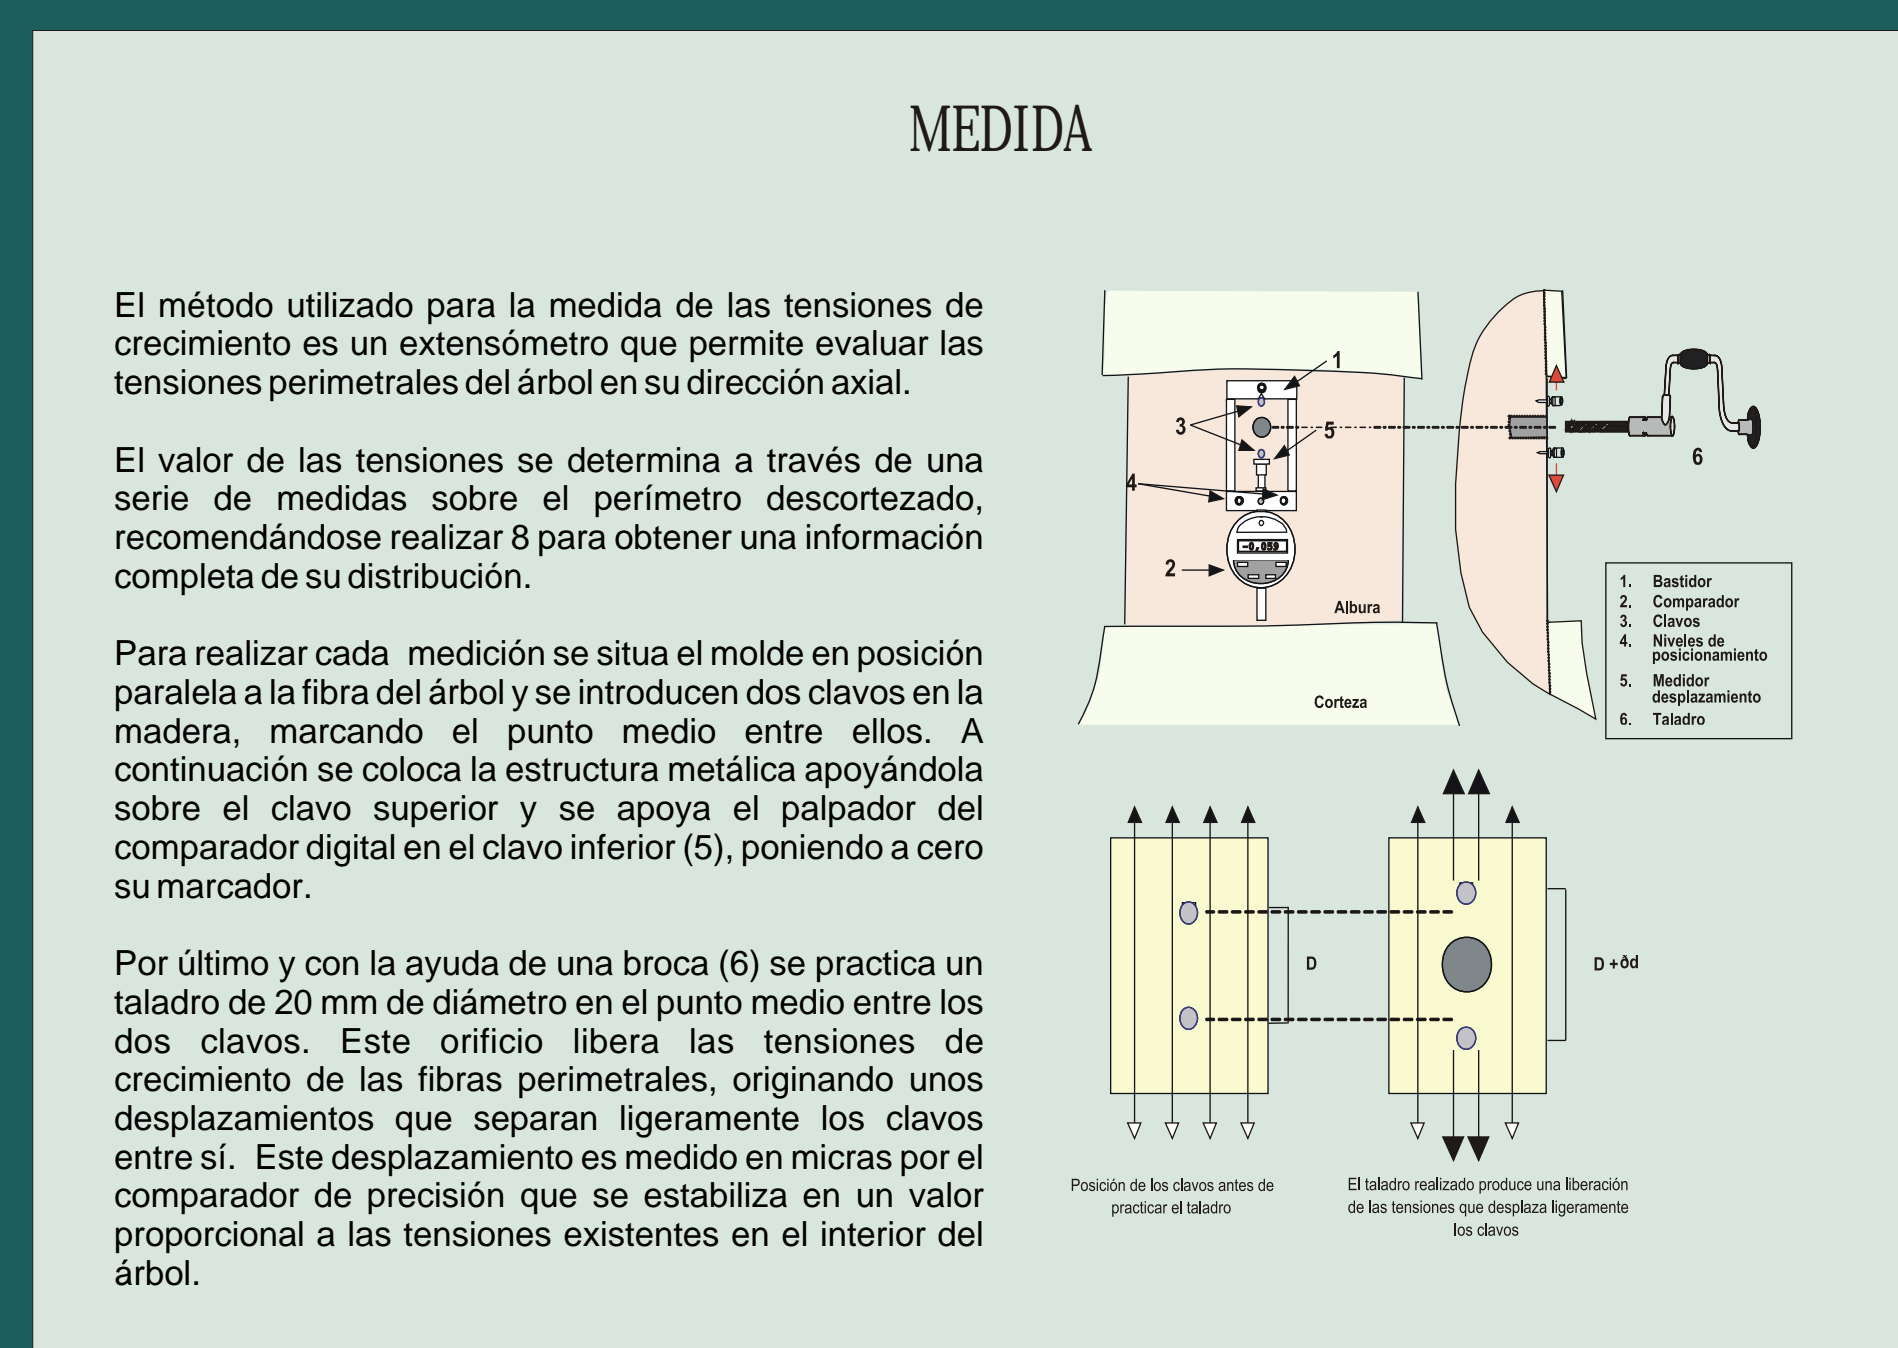 MEDIDA
El método utilizado para la medida de las tensiones de
crecimiento es un extensómetro que permite evaluar las
tensiones perimetrales del árbol en su dirección axial.
El valor de las tensiones se determina a través de una
serie de medidas sobre el perímetro descortezado,
recomendándose realizar 8 para obtener una información
completa de su distribución.
Para realizar cada medición se situa el molde en posición
paralela a la fibra del árbol y se introducen dos clavos en la
madera, marcando el punto medio entre ellos. A
continuación se coloca la estructura metálica apoyándola
sobre el clavo superior y se apoya el palpador del
comparador digital en el clavo inferior (5), poniendo a cero
su marcador.
Por último y con la ayuda de una broca (6) se practica un
taladro de 20 mm de diámetro en el punto medio entre los
dos clavos. Este orificio libera las tensiones de
crecimiento de las fibras perimetrales, originando unos
desplazamientos que separan ligeramente los clavos
entre sí. Este desplazamiento es medido en micras por el
comparador de precisión que se estabiliza en un valor
proporcional a las tensiones existentes en el interior del
árbol.
1
3
5
4
-0,059
2
Albura
Corteza
6
1. Bastidor
2. Comparador
3. Clavos
4. Niveles de
posicionamiento
5. Medidor
desplazamiento
6. Taladro
D
D +ðd
Posición de los clavos antes de
practicar el taladro
El taladro realizado produce una liberación
de las tensiones que desplaza ligeramente
los clavos